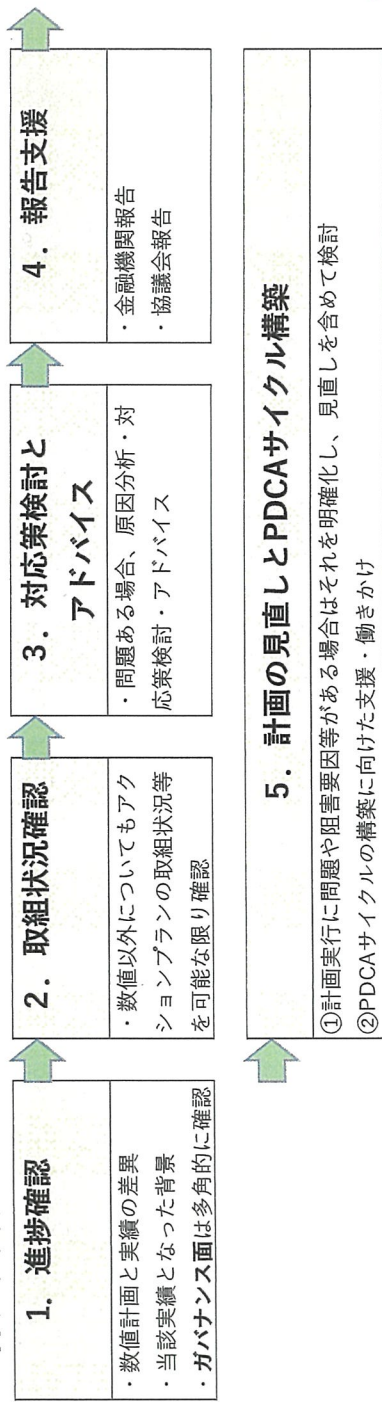 1．進捗確認
・数値計画と実績の差異
・当該実績となった背景
・ガバナンス面は多角的に確認
2．取組状況確認
・数値以外についてもアク
ションプランの取組状況等
を可能な限り確認
3．対応策検討と
アドバイス
・問題ある場合、原因分析・対
応策検討・アドバイス
4．報告支援
・金融機関報告
・協議会報告
5．計画の見直しとPDCAサイクル構築
①計画実行に問題や阻害要因等がある場合はそれを明確化し、見直しを含めて検討
②PDCAサイクルの構築に向けた支援・働きかけ